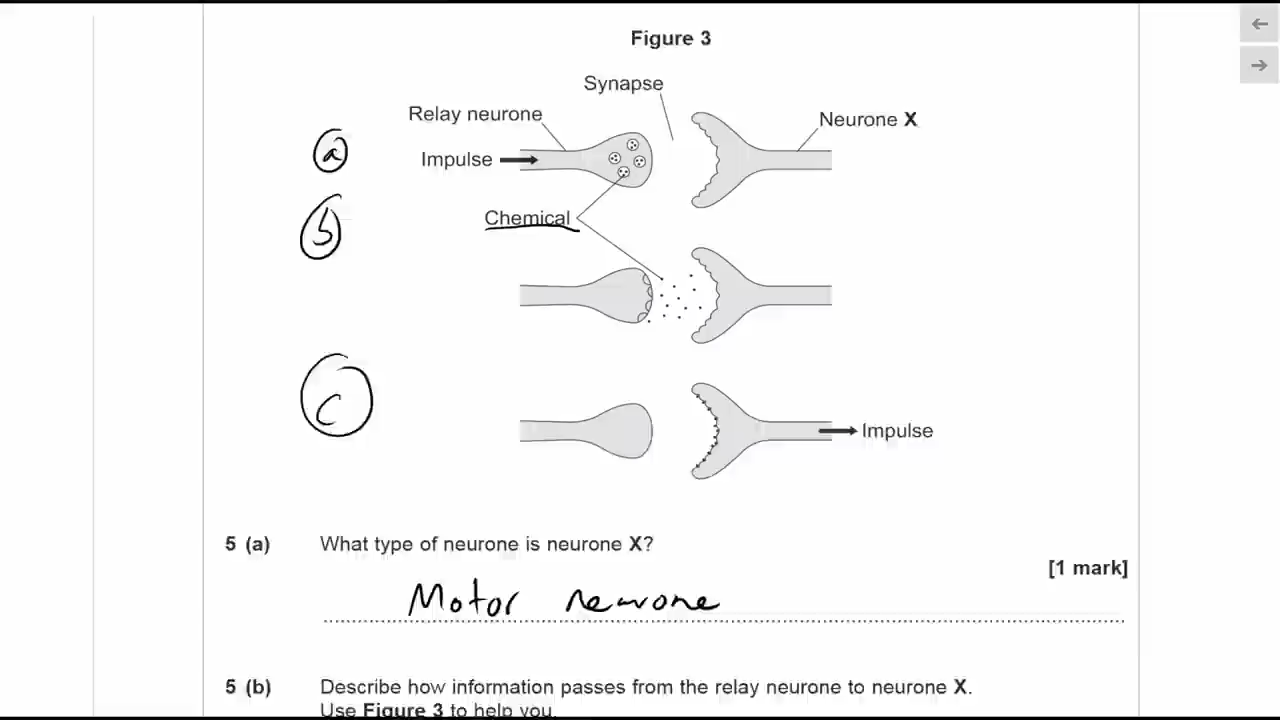 Figure 3
Synapse
Relay neurone
Neurone X
a
Impulse
b
Chemical
c
Impulse
5 (a) What type of neurone is neurone X?
[1 mark]
Motor neurone
5 (b) Describe how information passes from the relay neurone to neurone X.
Use Figure 3 to help you.